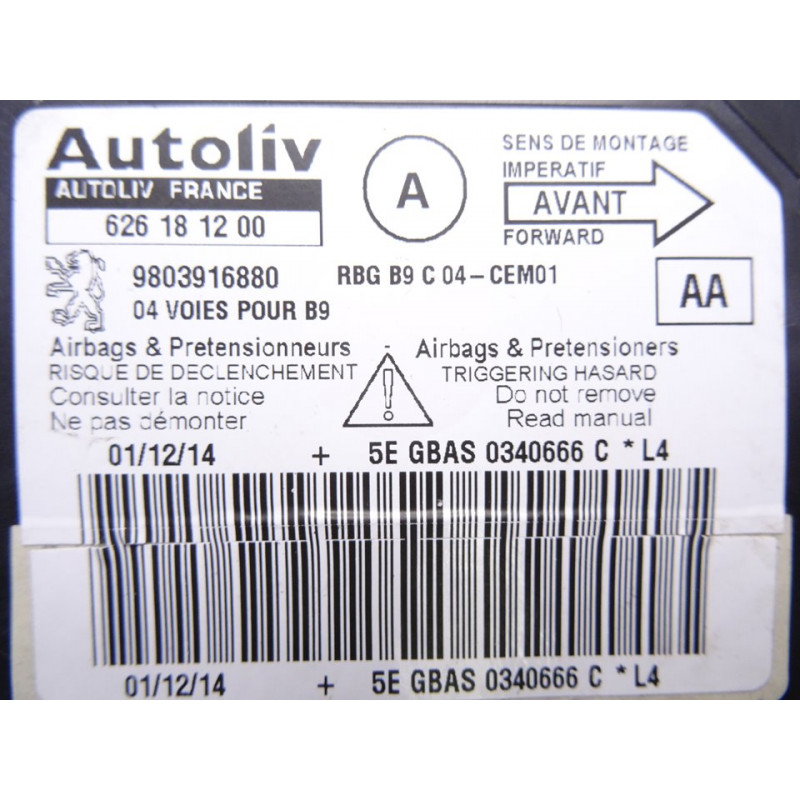 Autoliv
AUTOLIV FRANCE
626 18 12 00
A
SENS DE MONTAGE
IMPERATIF
AVANT
FORWARD
9803916880 RBG B9 C 04-CEM01
04 VOIES POUR B9
AA
Airbags & Pretensionneurs - Airbags & Pretensioners
RISQUE DE DECLENCHEMENT TRIGGERING HASARD
Consulter la notice Do not remove
Ne pas démonter Read manual
!
01/12/14 + 5E GBAS 0340666 C * L4
01/12/14 + 5E GBAS 0340666 C * L4